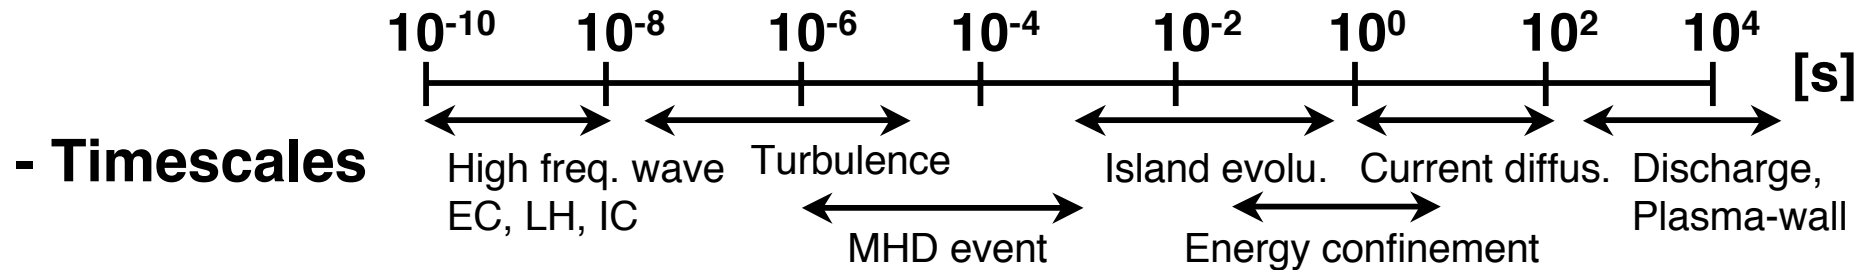 10⁻¹⁰ 10⁻⁸ 10⁻⁶ 10⁻⁴ 10⁻² 10⁰ 10² 10⁴
[s]
- Timescales
High freq. wave
EC, LH, IC
Turbulence
MHD event
Island evolu.
Energy confinement
Current diffus.
Discharge,
Plasma-wall